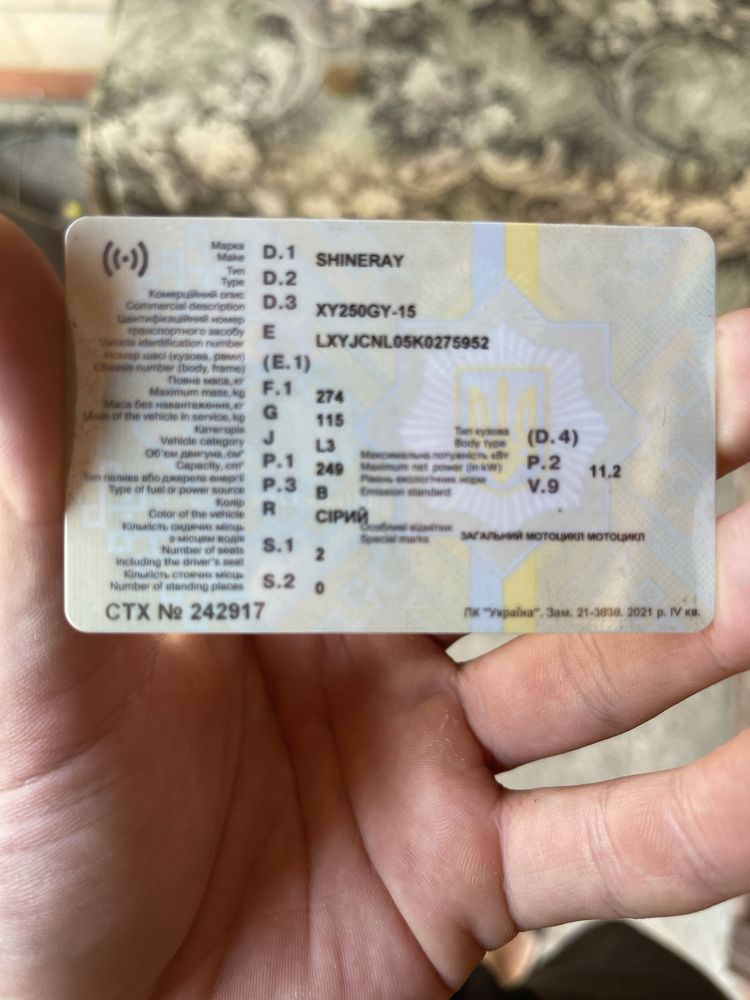 Марка
Make D.1 SHINERAY
Тип
Type D.2
Комерційний опис
Commercial description D.3 XY250GY-15
Ідентифікаційний номер
транспортного засобу
Vehicle identification number E LXYJCNL05K0275952
Номер шасі (кузова, рами)
Chassis number (body, frame) (E.1)
Повна маса, кг
Maximum mass, kg F.1 274
Маса без навантаження, кг
Mass of the vehicle in service, kg G 115
Категорія
Vehicle category J L3
Тип кузова
Body type (D.4)
Об'єм двигуна, см³
Capacity, cm³ P.1 249
Максимальна потужність кВт
Maximum net power (in kW) P.2 11.2
Тип палива або джерела енергії
Type of fuel or power source P.3 B
Рівень екологічних норм
Emission standard V.9
Колір
Color of the vehicle R СІРИЙ
Особливі відмітки
Special marks ЗАГАЛЬНИЙ МОТОЦИКЛ МОТОЦИКЛ
Кількість сидячих місць
з місцем водія
Number of seats
including the driver's seat S.1 2
Кількість стоячих місць
Number of standing places S.2 0
СТХ № 242917
ПК "Україна". Зам. 21-3838. 2021 р. IV кв.